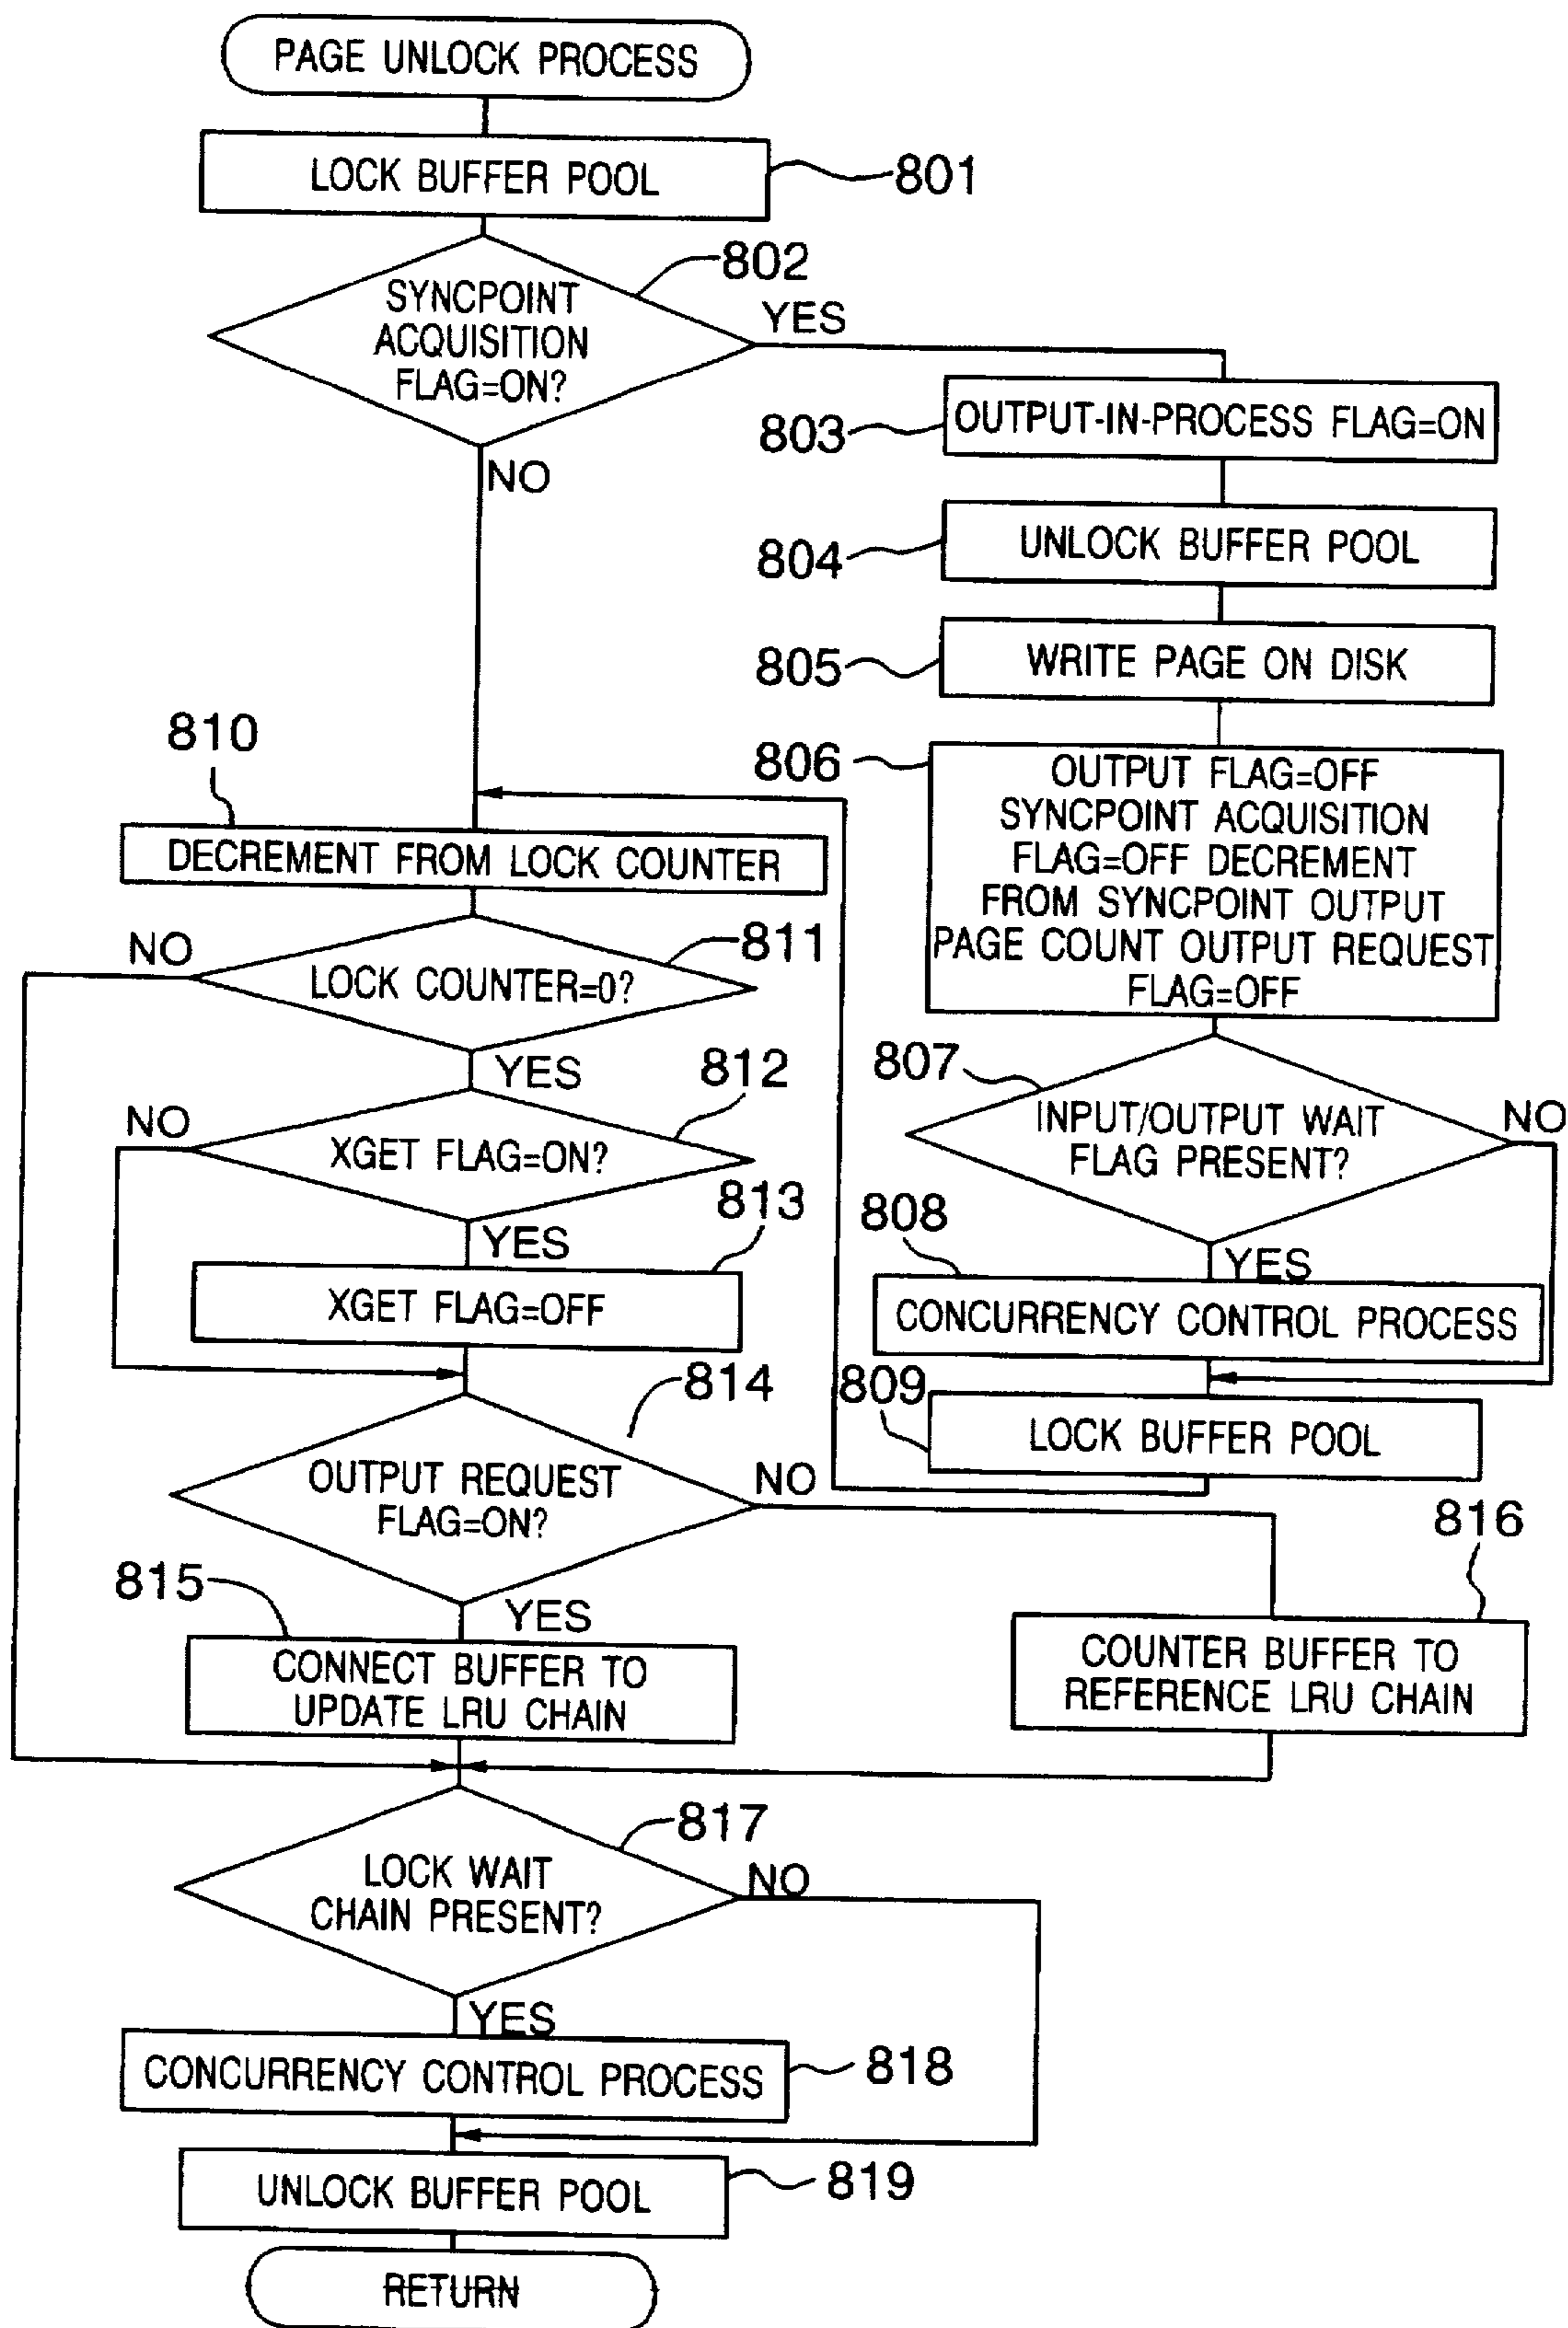 PAGE UNLOCK PROCESS
LOCK BUFFER POOL
801
802
SYNCPOINT
ACQUISITION
FLAG=ON?
YES
NO
803
OUTPUT-IN-PROCESS FLAG=ON
804
UNLOCK BUFFER POOL
805
WRITE PAGE ON DISK
806
OUTPUT FLAG=OFF
SYNCPOINT ACQUISITION
FLAG=OFF DECREMENT
FROM SYNCPOINT OUTPUT
PAGE COUNT OUTPUT REQUEST
FLAG=OFF
807
INPUT/OUTPUT WAIT
FLAG PRESENT?
NO
YES
808
CONCURRENCY CONTROL PROCESS
809
LOCK BUFFER POOL
810
DECREMENT FROM LOCK COUNTER
811
NO
LOCK COUNTER=0?
YES
812
NO
XGET FLAG=ON?
YES
813
XGET FLAG=OFF
814
OUTPUT REQUEST
FLAG=ON?
NO
YES
815
CONNECT BUFFER TO
UPDATE LRU CHAIN
816
COUNTER BUFFER TO
REFERENCE LRU CHAIN
817
LOCK WAIT
CHAIN PRESENT?
NO
YES
CONCURRENCY CONTROL PROCESS
818
UNLOCK BUFFER POOL
819
RETURN